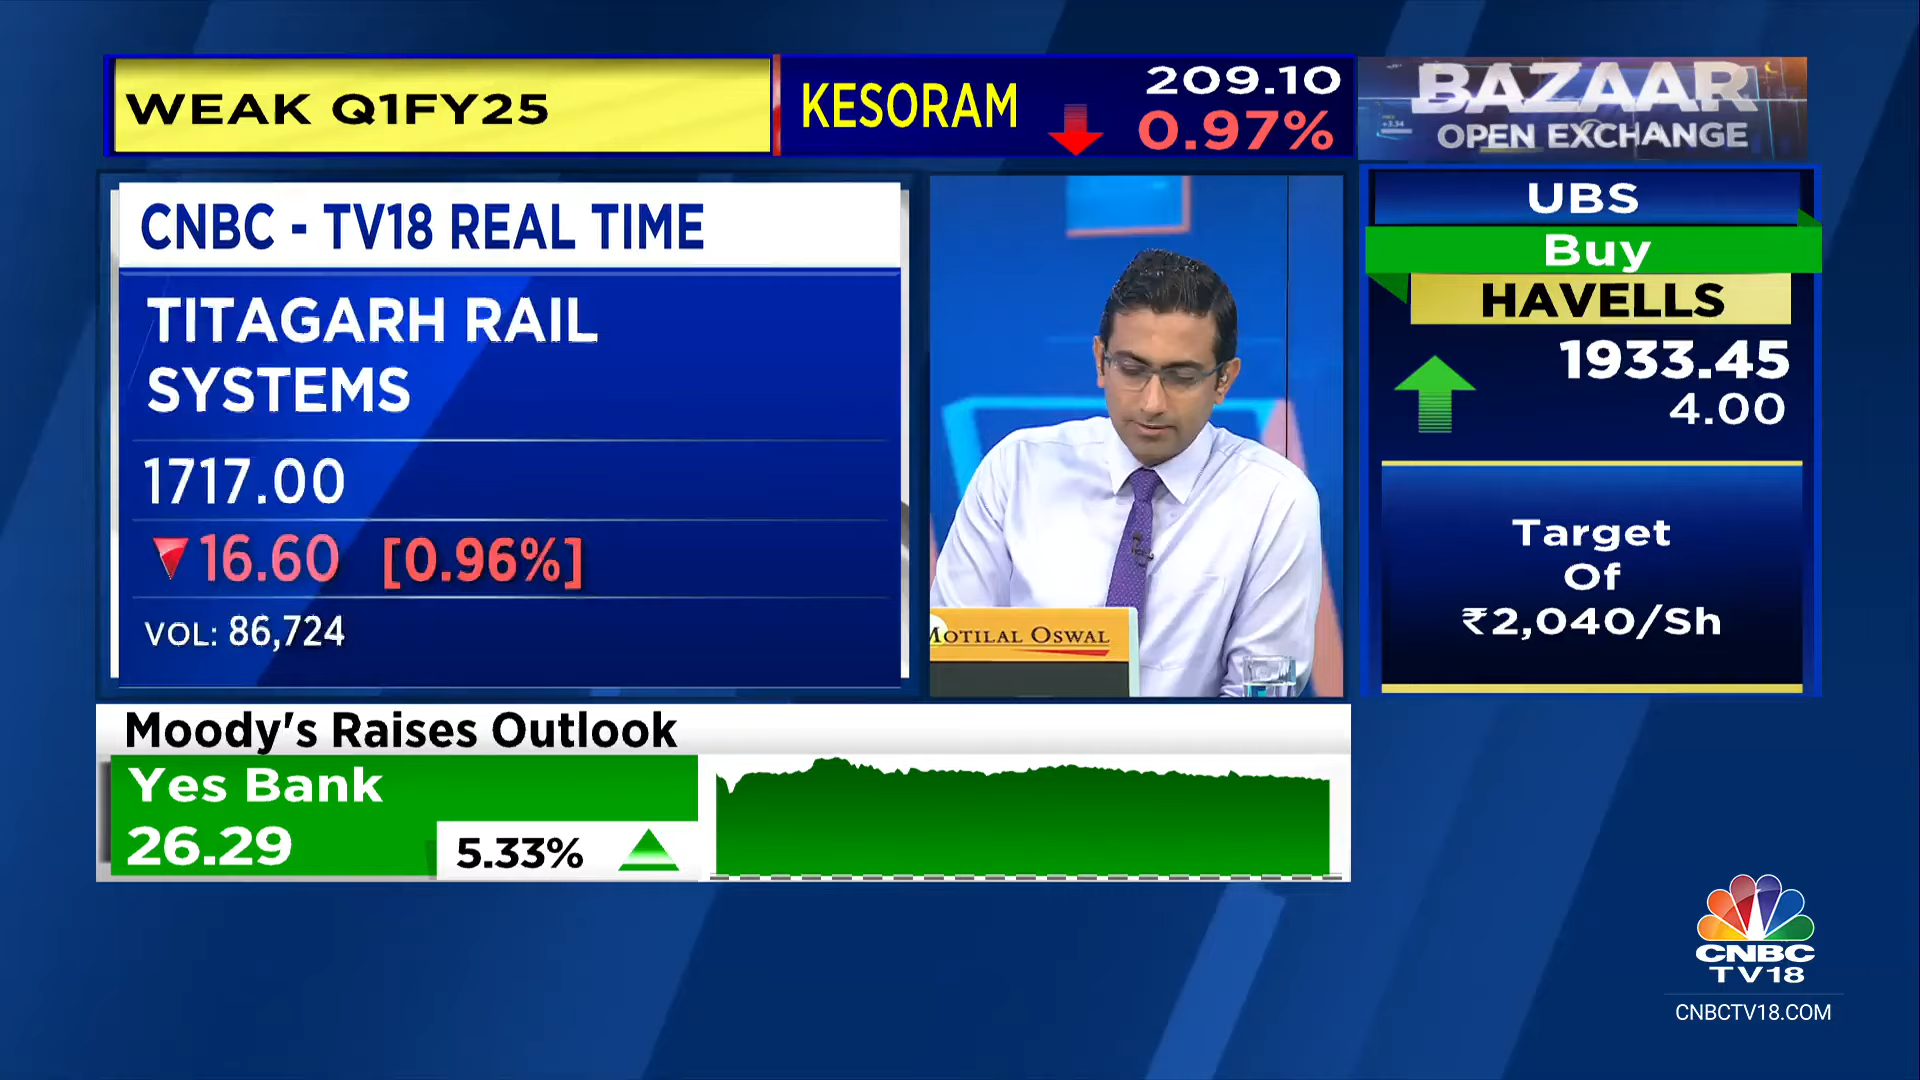 WEAK Q1FY25
KESORAM
209.10
0.97%
BAZAAR
OPEN EXCHANGE
CNBC - TV18 REAL TIME
TITAGARH RAIL
SYSTEMS
1717.00
16.60 [0.96%]
VOL: 86,724
MOTILAL OSWAL
UBS
Buy
HAVELLS
1933.45
4.00
Target
Of
₹2,040/Sh
Moody's Raises Outlook
Yes Bank
26.29
5.33%
CNBC
TV18
CNBCTV18.COM